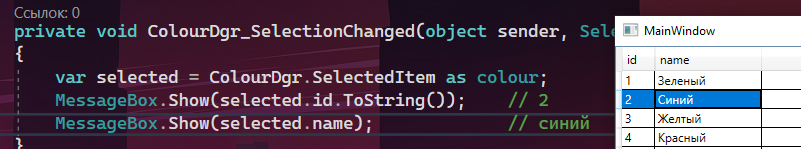 Ссылок: 0
private void ColourDgr_SelectionChanged(object sender, Sele
{
var selected = ColourDgr.SelectedItem as colour;
MessageBox.Show(selected.id.ToString()); // 2
MessageBox.Show(selected.name); // синий
}
MainWindow
id name
1 Зеленый
2 Синий
3 Желтый
4 Красный